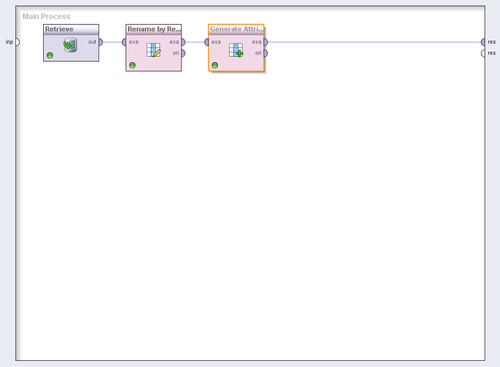 Main Process
Retrieve
Rename by Re...
Generate Attri...
inp
out
exa
exa
exa
exa
res
ori
ori
res